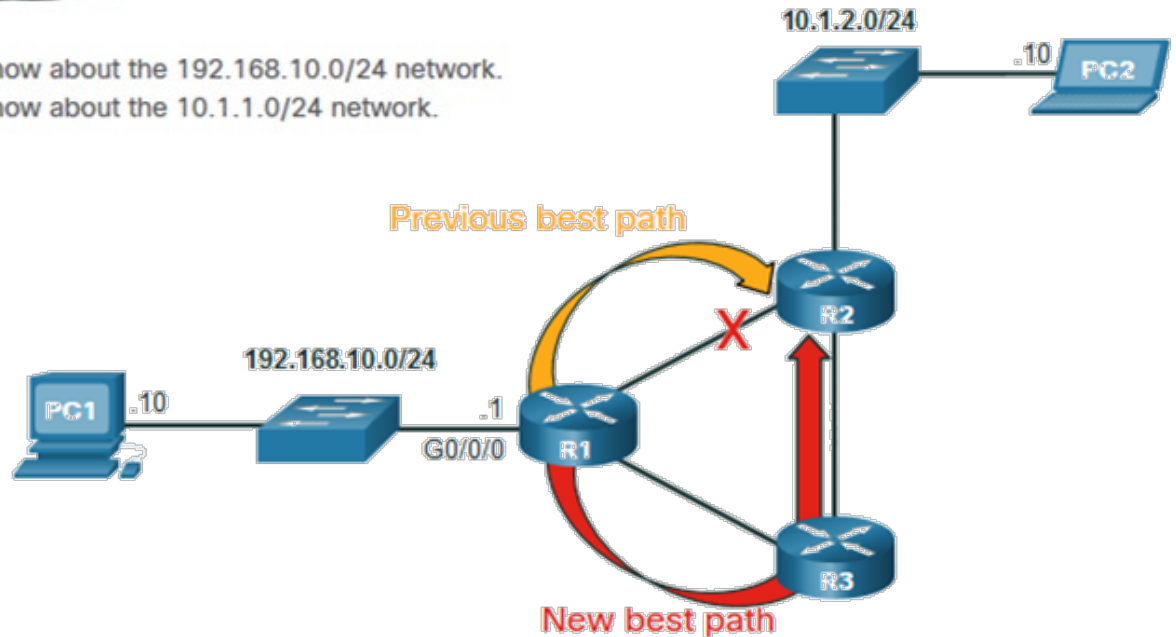 10.1.2.0/24
now about the 192.168.10.0/24 network.
now about the 10.1.1.0/24 network.
.10
PC2
Previous best path
R2
X
192.168.10.0/24
PC1
.10
.1
G0/0/0
R1
R3
New best path